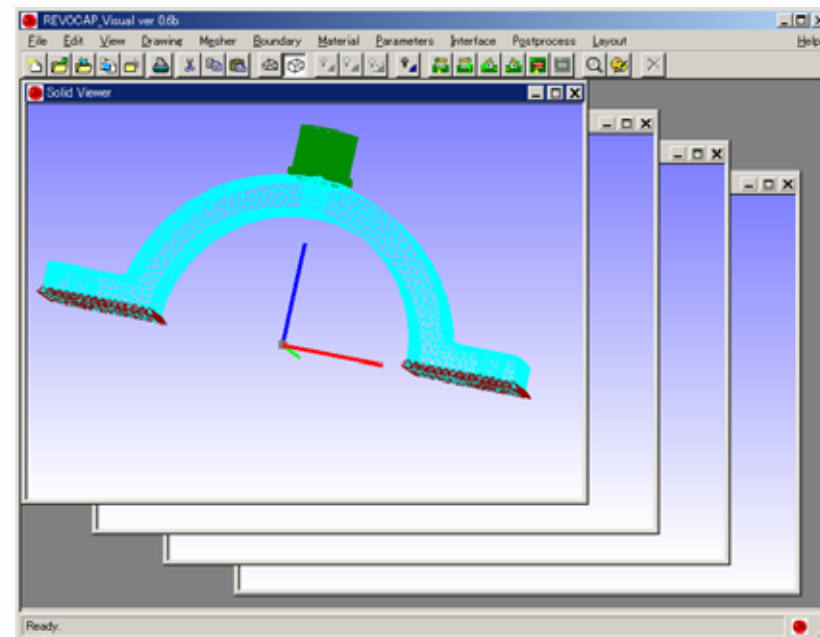 REVOCAP_Visual ver 0.6b
File Edit View Drawing Mesher Boundary Material Parameters Interface Postprocess Layout Help
Solid Viewer
Ready.